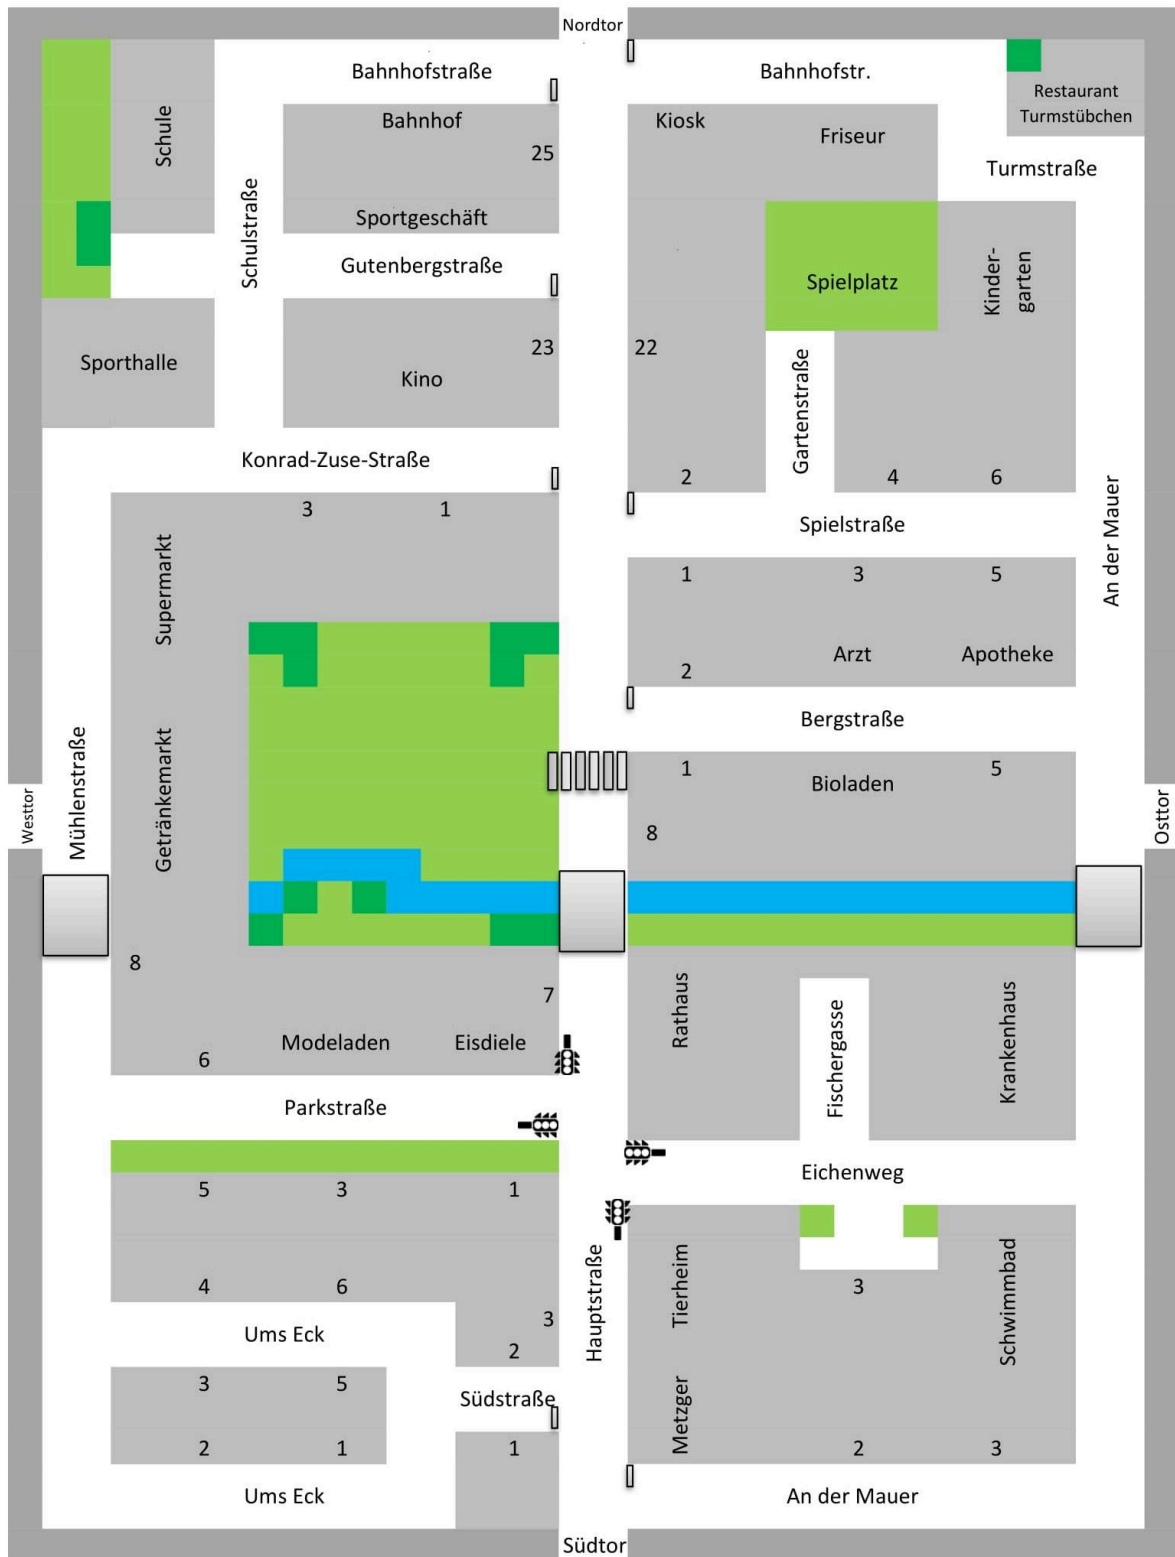 Nordtor
Bahnhofstraße
Bahnhofstr.
Restaurant
Turmstübchen
Schule
Bahnhof
25
Kiosk
Friseur
Turmstraße
Sportgeschäft
Schulstraße
Gutenbergstraße
Spielplatz
Kinder-
garten
Sporthalle
23
Kino
22
Gartenstraße
Konrad-Zuse-Straße
2
4
6
3
1
Spielstraße
An der Mauer
Supermarkt
1
3
5
2
Arzt
Apotheke
Bergstraße
Westtor
Mühlenstraße
Getränkemarkt
1
Bioladen
5
8
Osttor
8
7
6
Modeladen
Eisdiele
Rathaus
Fischergasse
Krankenhaus
Parkstraße
Eichenweg
5
3
1
4
6
3
2
Hauptstraße
Tierheim
3
Schwimmbad
Ums Eck
3
5
Südstraße
Metzger
2
1
1
2
3
Ums Eck
An der Mauer
Südtor